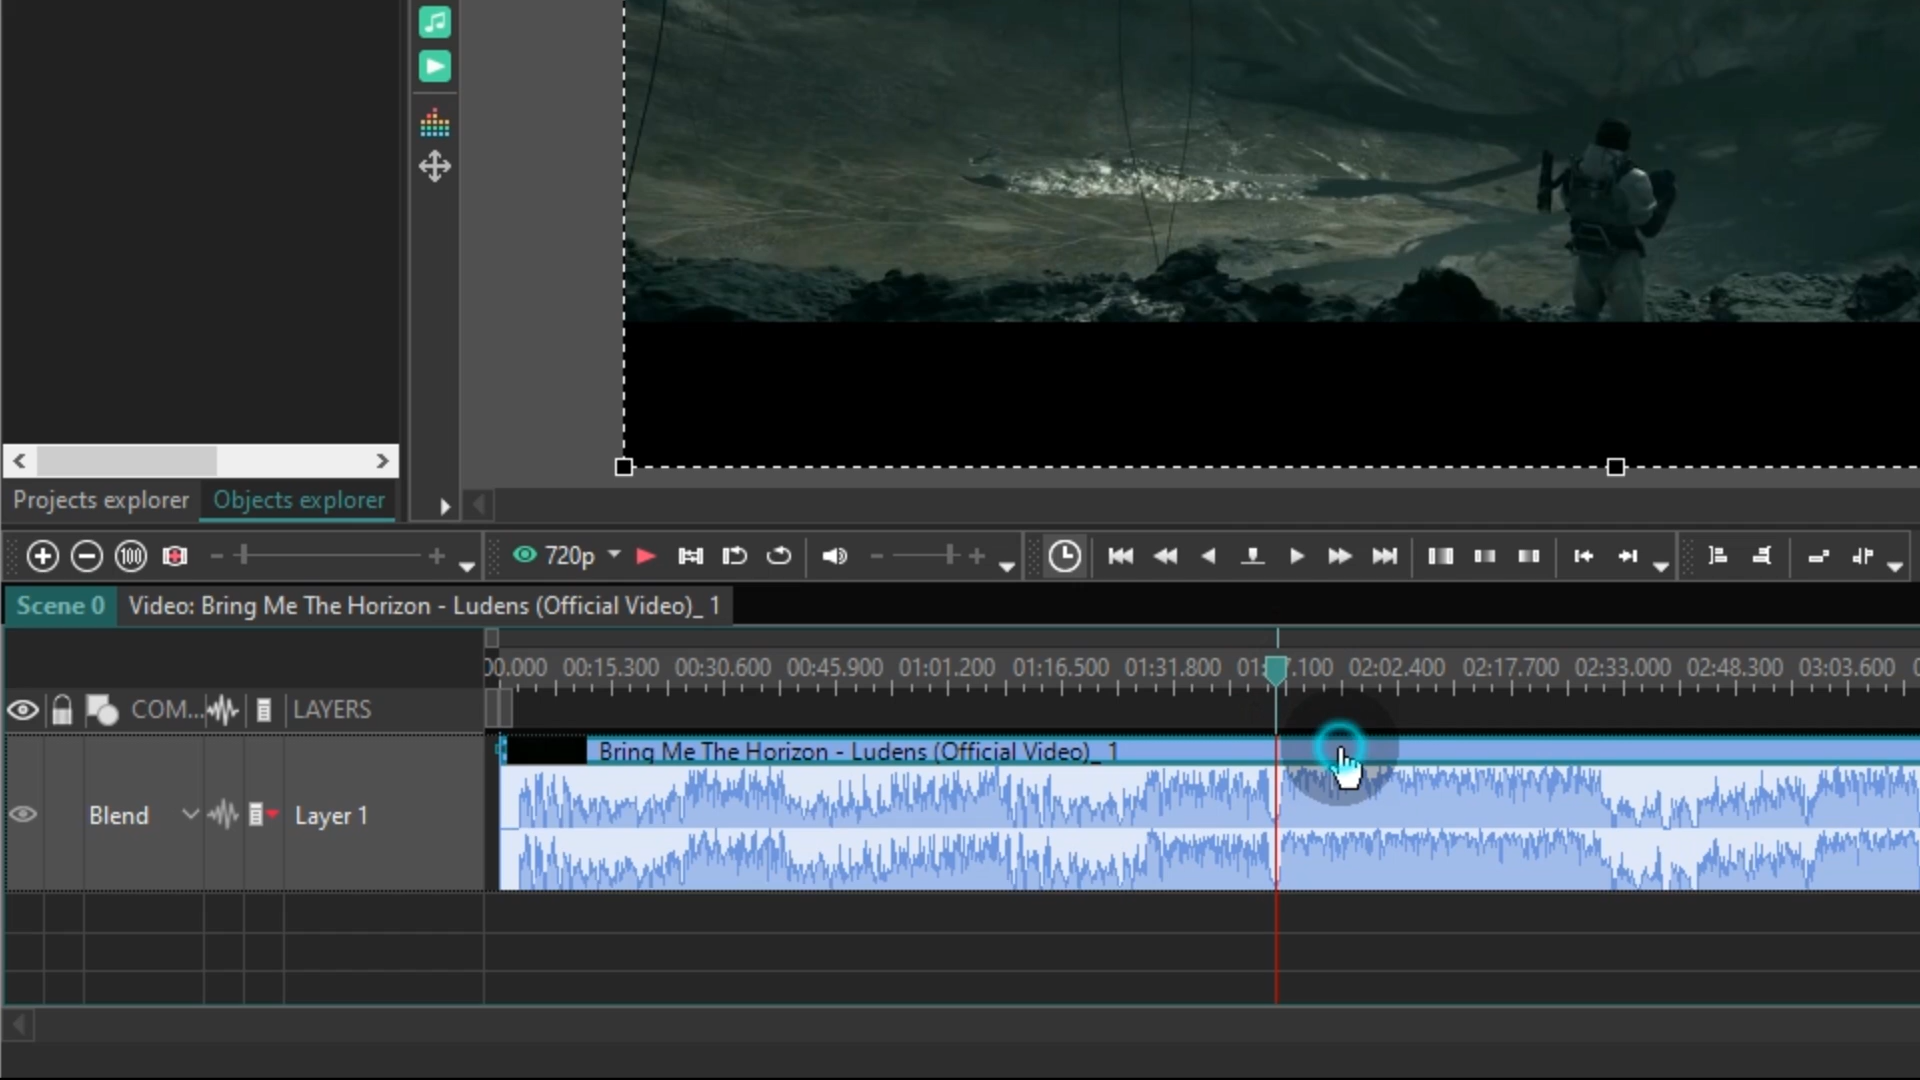 Projects explorer
Objects explorer
100
720p
Scene 0
Video: Bring Me The Horizon - Ludens (Official Video)_ 1
00.000 00:15.300 00:30.600 00:45.900 01:01.200 01:16.500 01:31.800 02:02.400 02:17.700 02:33.000 02:48.300 03:03.600
COM... LAYERS
Bring Me The Horizon - Ludens (Official Video)_ 1
Blend
Layer 1